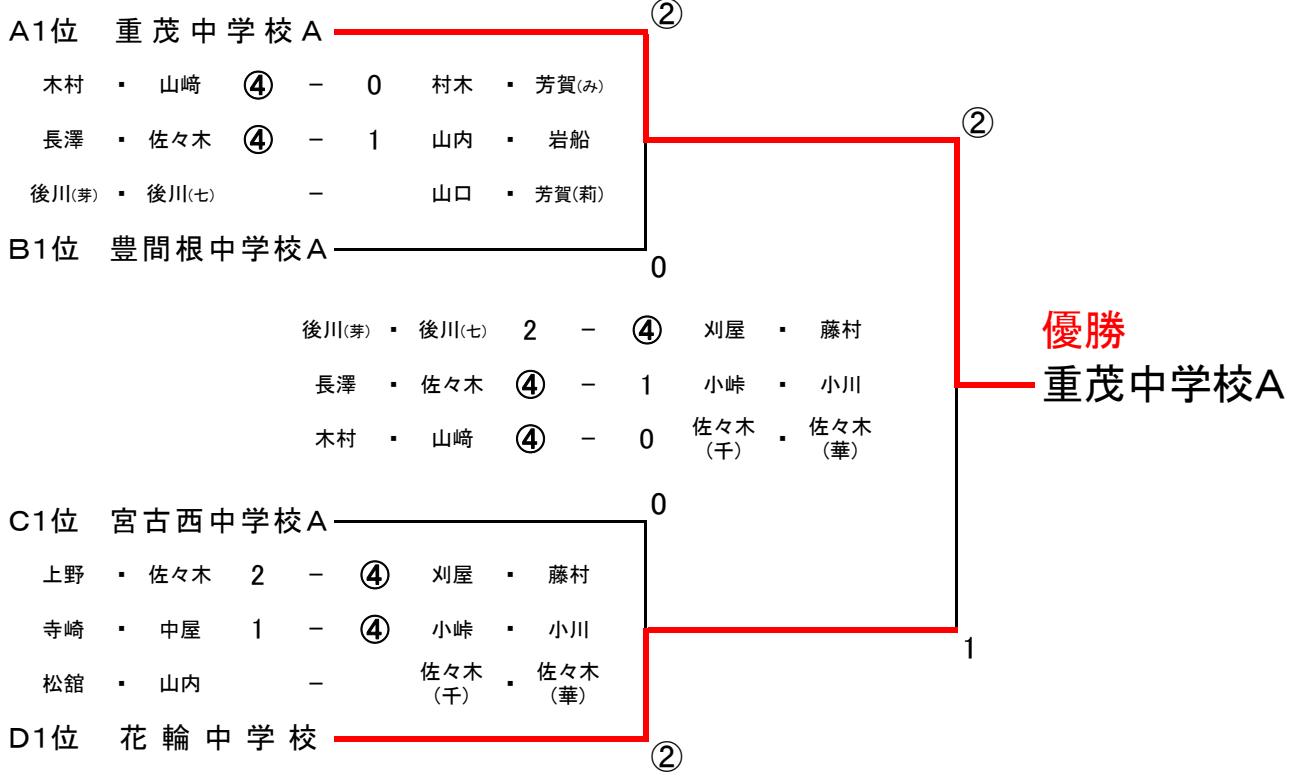 ②
A1位 重茂中学校A
木村 ・ 山﨑 ④ － 0 村木 ・ 芳賀(み)
長澤 ・ 佐々木 ④ － 1 山内 ・ 岩船
後川(芽) ・ 後川(七) － 山口 ・ 芳賀(莉)
②
B1位 豊間根中学校A
0
後川(芽) ・ 後川(七) 2 － ④ 刈屋 ・ 藤村
長澤 ・ 佐々木 ④ － 1 小峠 ・ 小川
木村 ・ 山﨑 ④ － 0 佐々木(千) ・ 佐々木(華)
優勝
重茂中学校A
0
C1位 宮古西中学校A
上野 ・ 佐々木 2 － ④ 刈屋 ・ 藤村
寺崎 ・ 中屋 1 － ④ 小峠 ・ 小川
松舘 ・ 山内 － 佐々木(千) ・ 佐々木(華)
1
D1位 花輪中学校
②